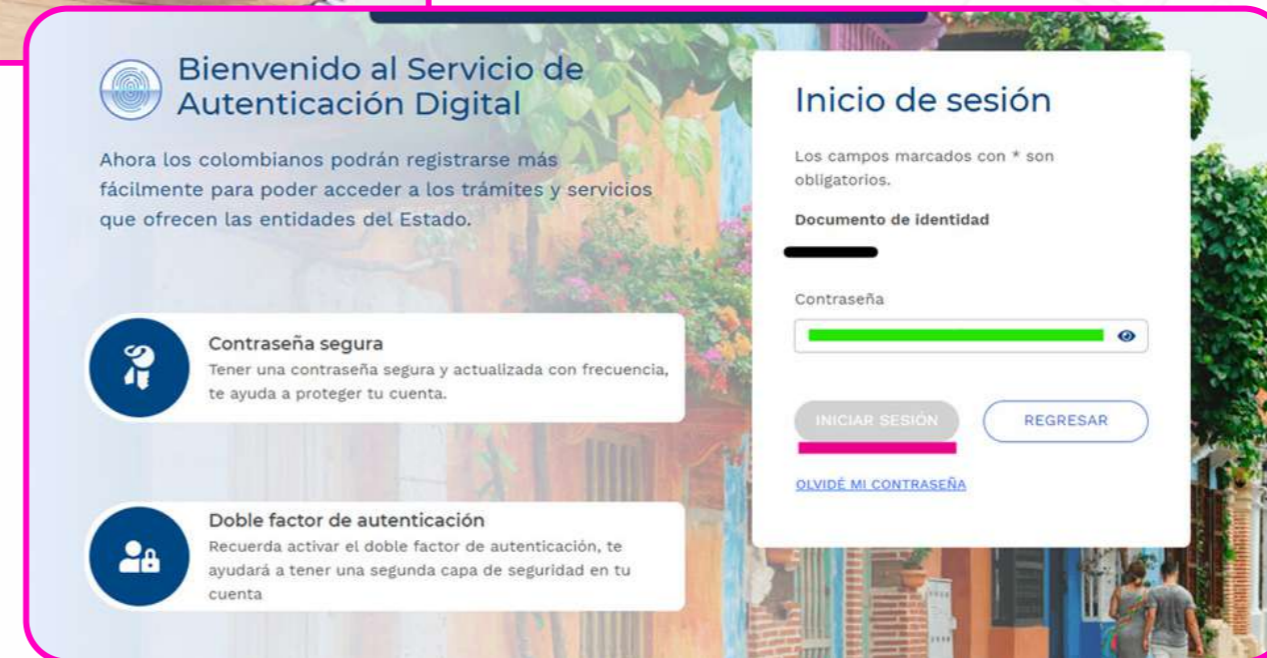 Bienvenido al Servicio de
Autenticación Digital
Ahora los colombianos podrán registrarse más
fácilmente para poder acceder a los trámites y servicios
que ofrecen las entidades del Estado.
Contraseña segura
Tener una contraseña segura y actualizada con frecuencia,
te ayuda a proteger tu cuenta.
Doble factor de autenticación
Recuerda activar el doble factor de autenticación, te
ayudará a tener una segunda capa de seguridad en tu
cuenta
Inicio de sesión
Los campos marcados con * son
obligatorios.
Documento de identidad
Contraseña
INICIAR SESIÓN
REGRESAR
OLVIDÉ MI CONTRASEÑA